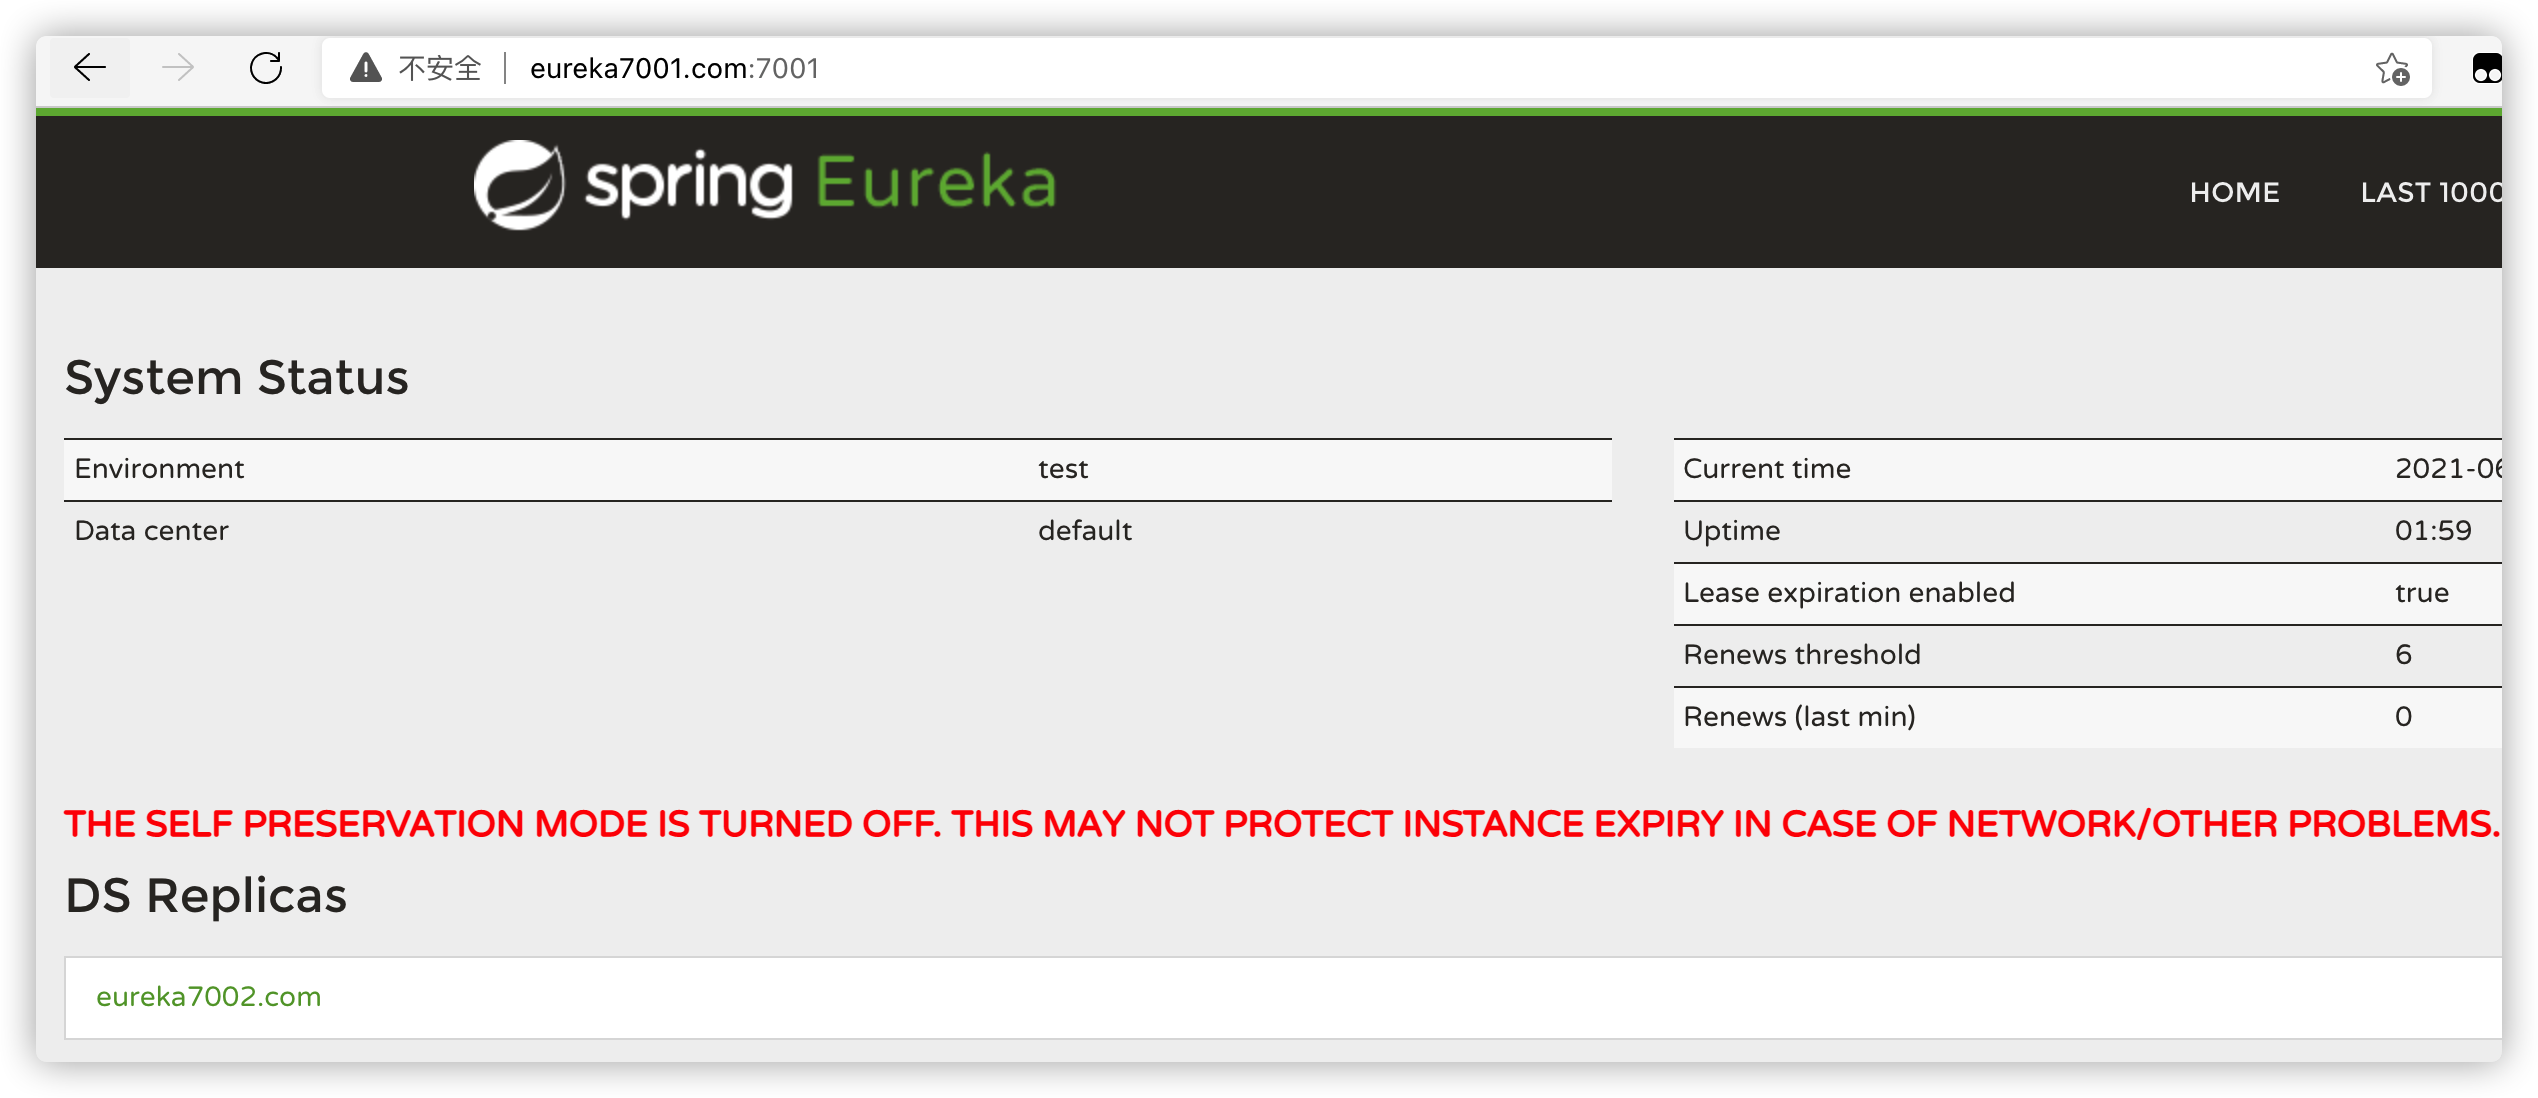 不安全 eureka7001.com:7001
spring Eureka
HOME LAST 1000
System Status
Environment test
Data center default
Current time 2021-06
Uptime 01:59
Lease expiration enabled true
Renews threshold 6
Renews (last min) 0
THE SELF PRESERVATION MODE IS TURNED OFF. THIS MAY NOT PROTECT INSTANCE EXPIRY IN CASE OF NETWORK/OTHER PROBLEMS.
DS Replicas
eureka7002.com